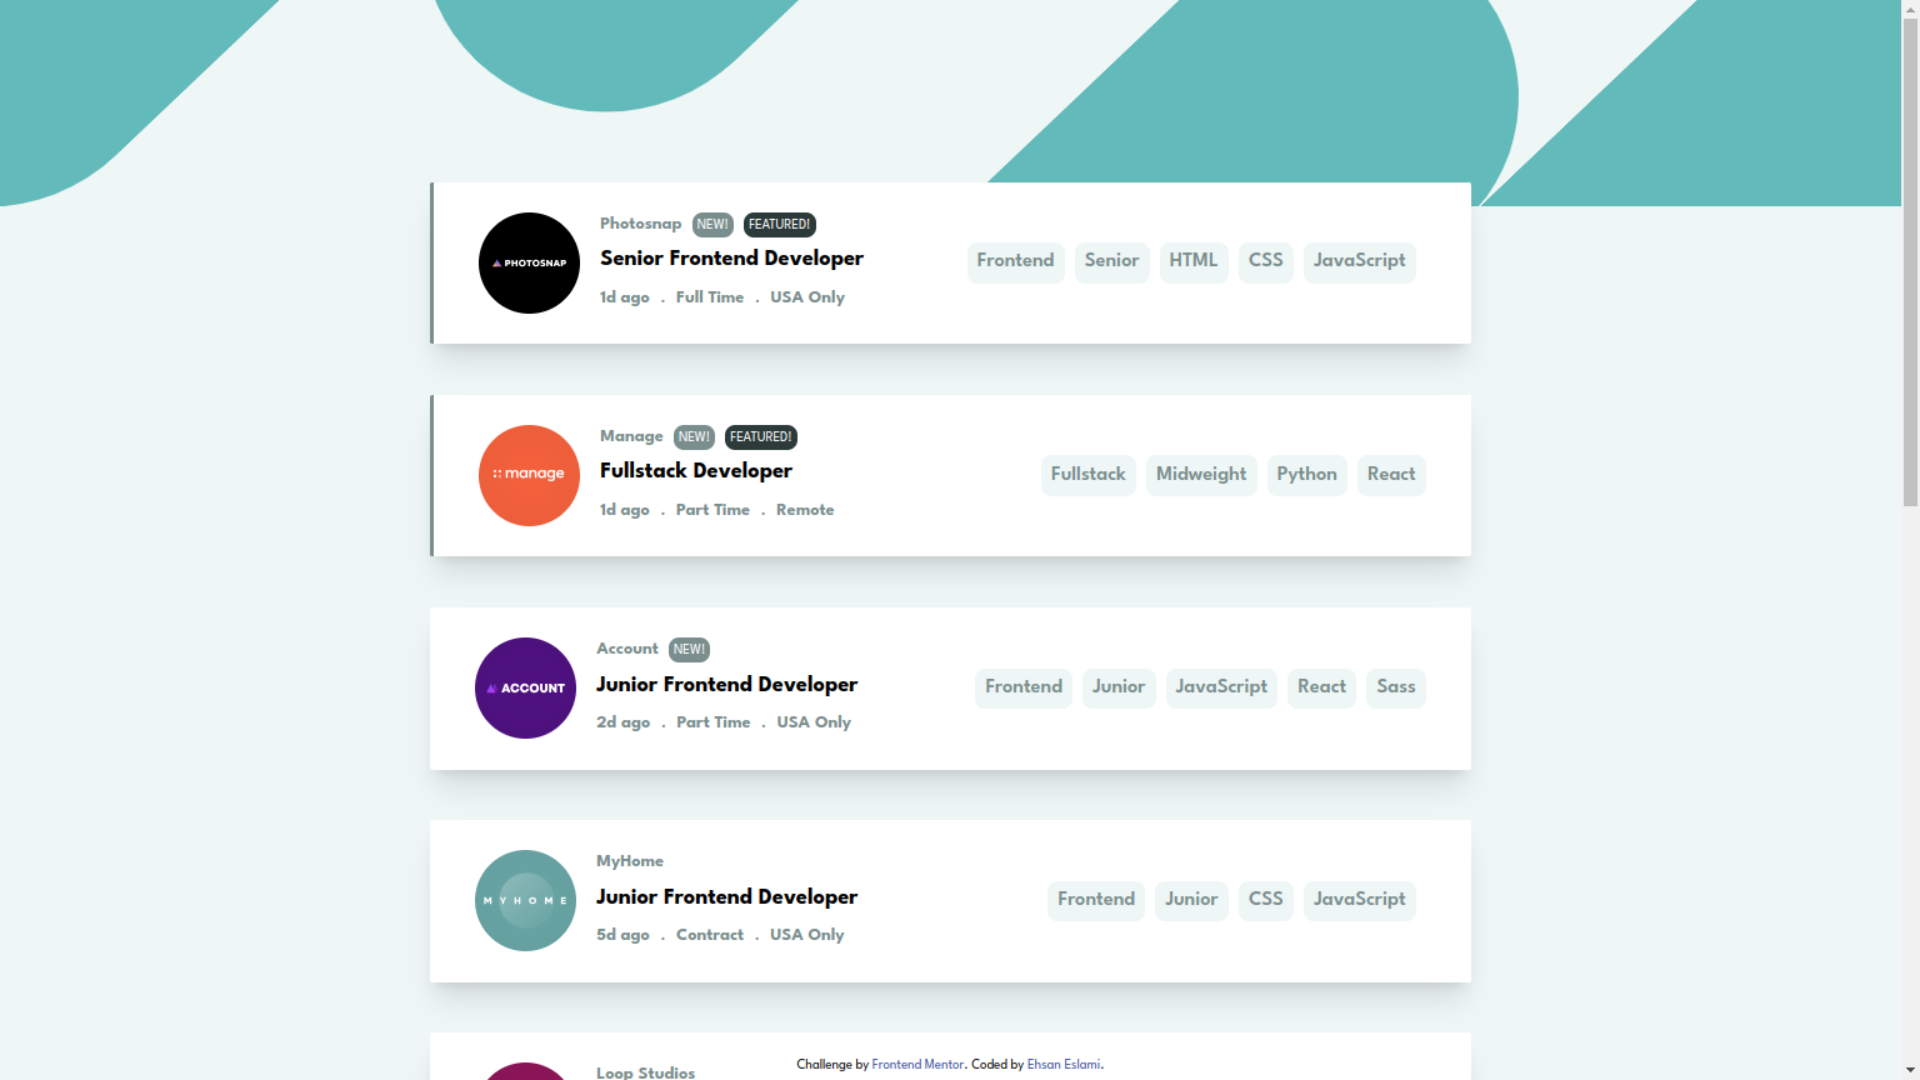 Photosnap NEW! FEATURED!
PHOTOSNAP
Senior Frontend Developer
1d ago . Full Time . USA Only
Frontend Senior HTML CSS JavaScript
Manage NEW! FEATURED!
manage
Fullstack Developer
1d ago . Part Time . Remote
Fullstack Midweight Python React
Account NEW!
ACCOUNT
Junior Frontend Developer
2d ago . Part Time . USA Only
Frontend Junior JavaScript React Sass
MyHome
MYHOME
Junior Frontend Developer
5d ago . Contract . USA Only
Frontend Junior CSS JavaScript
Loop Studios
Challenge by Frontend Mentor. Coded by Ehsan Eslami.